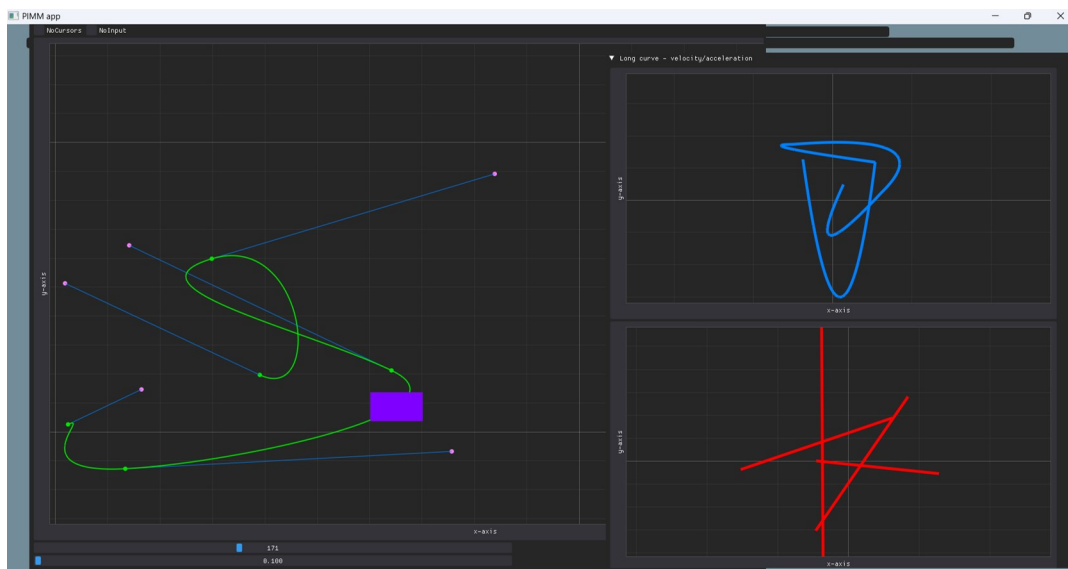 PIMM app
NoCursors
NoInput
Long curve - velocity/acceleration
y-axis
x-axis
y-axis
x-axis
y-axis
x-axis
171
0.100